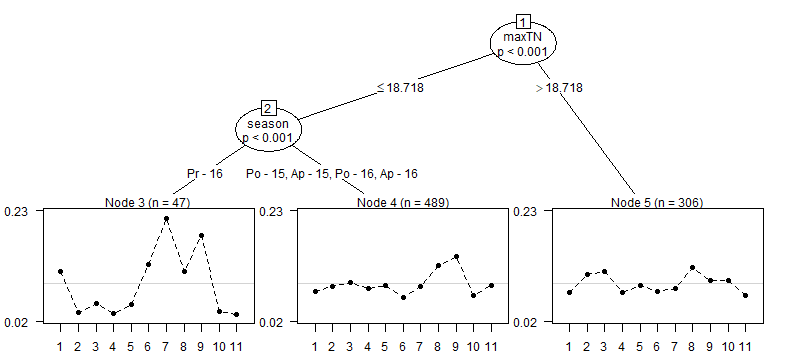 1
maxTN
p < 0.001
≤ 18.718
> 18.718
2
season
p < 0.001
Pr - 16
Po - 15, Ap - 15, Po - 16, Ap - 16
Node 3 (n = 47)
Node 4 (n = 489)
Node 5 (n = 306)
0.23
0.02
1 2 3 4 5 6 7 8 9 10 11
0.23
0.02
1 2 3 4 5 6 7 8 9 10 11
0.23
0.02
1 2 3 4 5 6 7 8 9 10 11